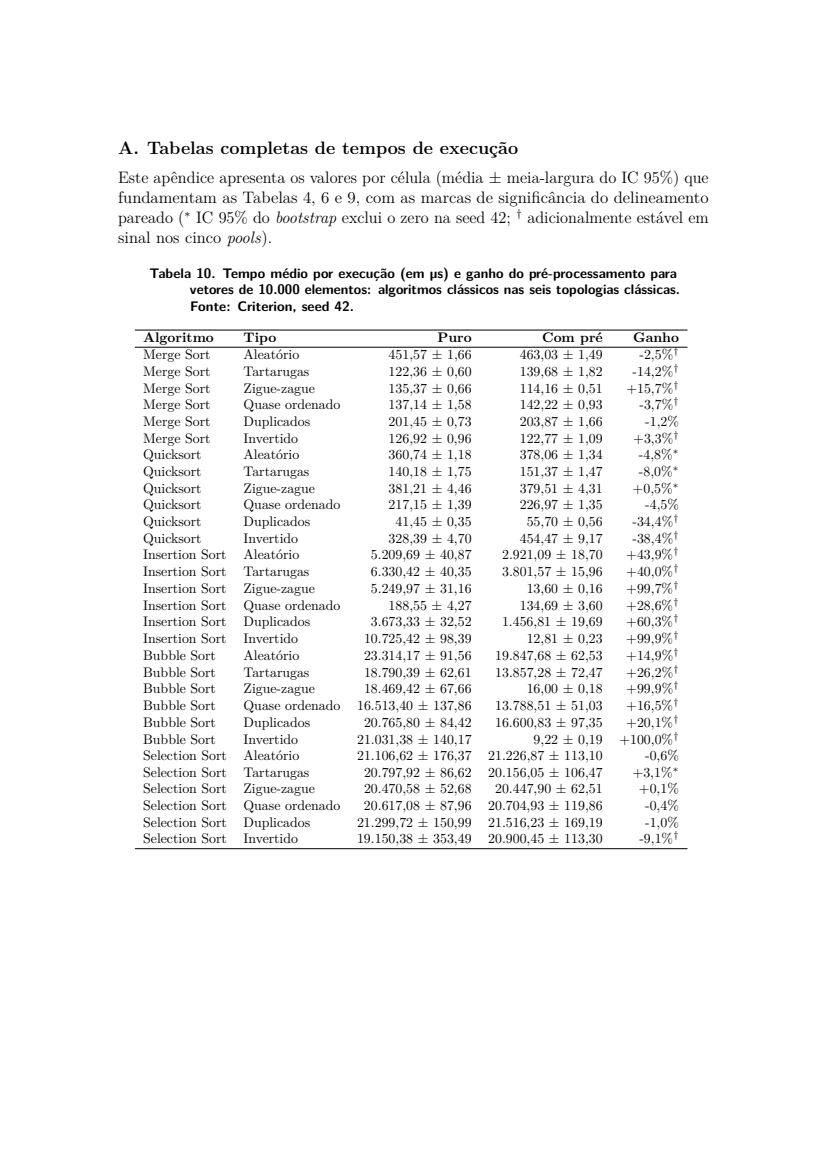 A. Tabelas completas de tempos de execução
Este apêndice apresenta os valores por célula (média ± meia-largura do IC 95%) que
fundamentam as Tabelas 4, 6 e 9, com as marcas de significância do delineamento
pareado (* IC 95% do bootstrap exclui o zero na seed 42; † adicionalmente estável em
sinal nos cinco pools).
Tabela 10. Tempo médio por execução (em µs) e ganho do pré-processamento para
vetores de 10.000 elementos: algoritmos clássicos nas seis topologias clássicas.
Fonte: Criterion, seed 42.
Algoritmo Tipo Puro Com pré Ganho
Merge Sort Aleatório 451,57 ± 1,66 463,03 ± 1,49 -2,5%†
Merge Sort Tartarugas 122,36 ± 0,60 139,68 ± 1,82 -14,2%†
Merge Sort Zigue-zague 135,37 ± 0,66 114,16 ± 0,51 +15,7%†
Merge Sort Quase ordenado 137,14 ± 1,58 142,22 ± 0,93 -3,7%†
Merge Sort Duplicados 201,45 ± 0,73 203,87 ± 1,66 -1,2%
Merge Sort Invertido 126,92 ± 0,96 122,77 ± 1,09 +3,3%†
Quicksort Aleatório 360,74 ± 1,18 378,06 ± 1,34 -4,8%*
Quicksort Tartarugas 140,18 ± 1,75 151,37 ± 1,47 -8,0%*
Quicksort Zigue-zague 381,21 ± 4,46 379,51 ± 4,31 +0,5%*
Quicksort Quase ordenado 217,15 ± 1,39 226,97 ± 1,35 -4,5%
Quicksort Duplicados 41,45 ± 0,35 55,70 ± 0,56 -34,4%†
Quicksort Invertido 328,39 ± 4,70 454,47 ± 9,17 -38,4%†
Insertion Sort Aleatório 5.209,69 ± 40,87 2.921,09 ± 18,70 +43,9%†
Insertion Sort Tartarugas 6.330,42 ± 40,35 3.801,57 ± 15,96 +40,0%†
Insertion Sort Zigue-zague 5.249,97 ± 31,16 13,60 ± 0,16 +99,7%†
Insertion Sort Quase ordenado 188,55 ± 4,27 134,69 ± 3,60 +28,6%†
Insertion Sort Duplicados 3.673,33 ± 32,52 1.456,81 ± 19,69 +60,3%†
Insertion Sort Invertido 10.725,42 ± 98,39 12,81 ± 0,23 +99,9%†
Bubble Sort Aleatório 23.314,17 ± 91,56 19.847,68 ± 62,53 +14,9%†
Bubble Sort Tartarugas 18.790,39 ± 62,61 13.857,28 ± 72,47 +26,2%†
Bubble Sort Zigue-zague 18.469,42 ± 67,66 16,00 ± 0,18 +99,9%†
Bubble Sort Quase ordenado 16.513,40 ± 137,86 13.788,51 ± 51,03 +16,5%†
Bubble Sort Duplicados 20.765,80 ± 84,42 16.600,83 ± 97,35 +20,1%†
Bubble Sort Invertido 21.031,38 ± 140,17 9,22 ± 0,19 +100,0%†
Selection Sort Aleatório 21.106,62 ± 176,37 21.226,87 ± 113,10 -0,6%
Selection Sort Tartarugas 20.797,92 ± 86,62 20.156,05 ± 106,47 +3,1%*
Selection Sort Zigue-zague 20.470,58 ± 52,68 20.447,90 ± 62,51 +0,1%
Selection Sort Quase ordenado 20.617,08 ± 87,96 20.704,93 ± 119,86 -0,4%
Selection Sort Duplicados 21.299,72 ± 150,99 21.516,23 ± 169,19 -1,0%
Selection Sort Invertido 19.150,38 ± 353,49 20.900,45 ± 113,30 -9,1%†